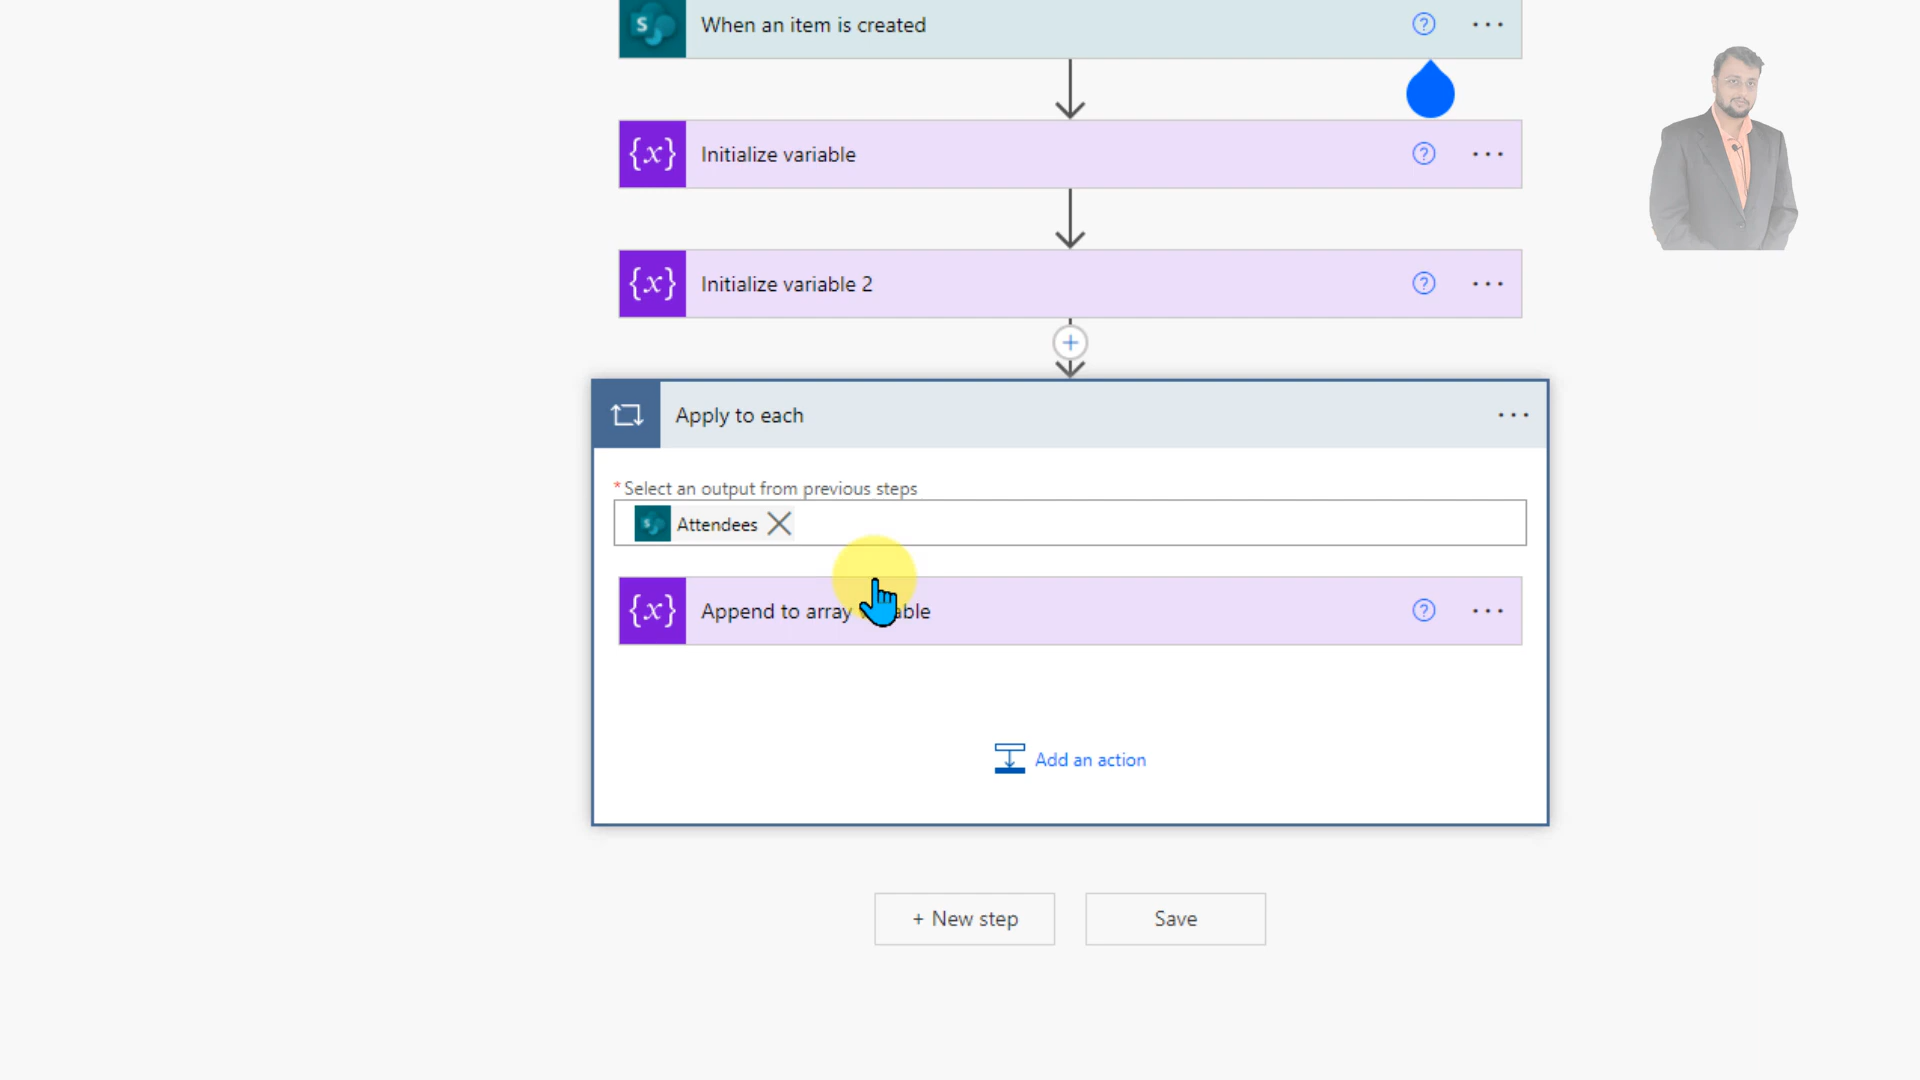 When an item is created
Initialize variable
Initialize variable 2
Apply to each
* Select an output from previous steps
Attendees
Append to array able
Add an action
+ New step
Save